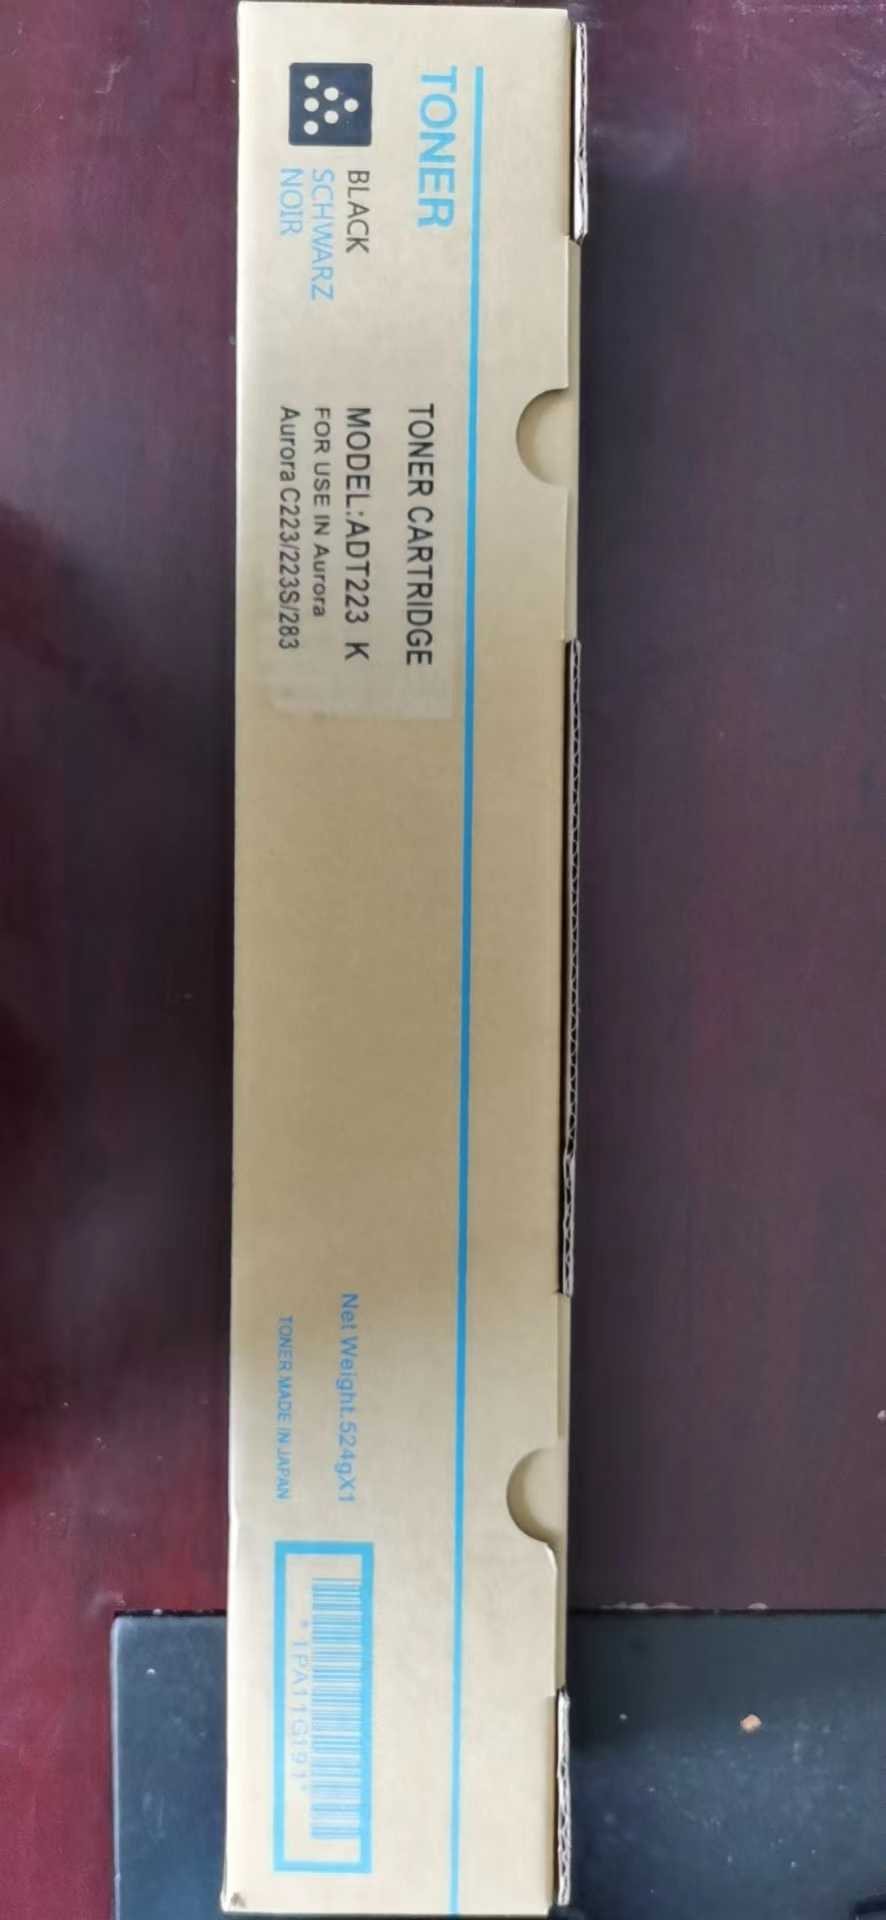 TONER
BLACK
SCHWARZ
NOIR
TONER CARTRIDGE
MODEL:ADT223 K
FOR USE IN Aurora
Aurora C223/223S/283
Net Weight.524gX1
TONER MADE IN JAPAN
*1PA11G191*